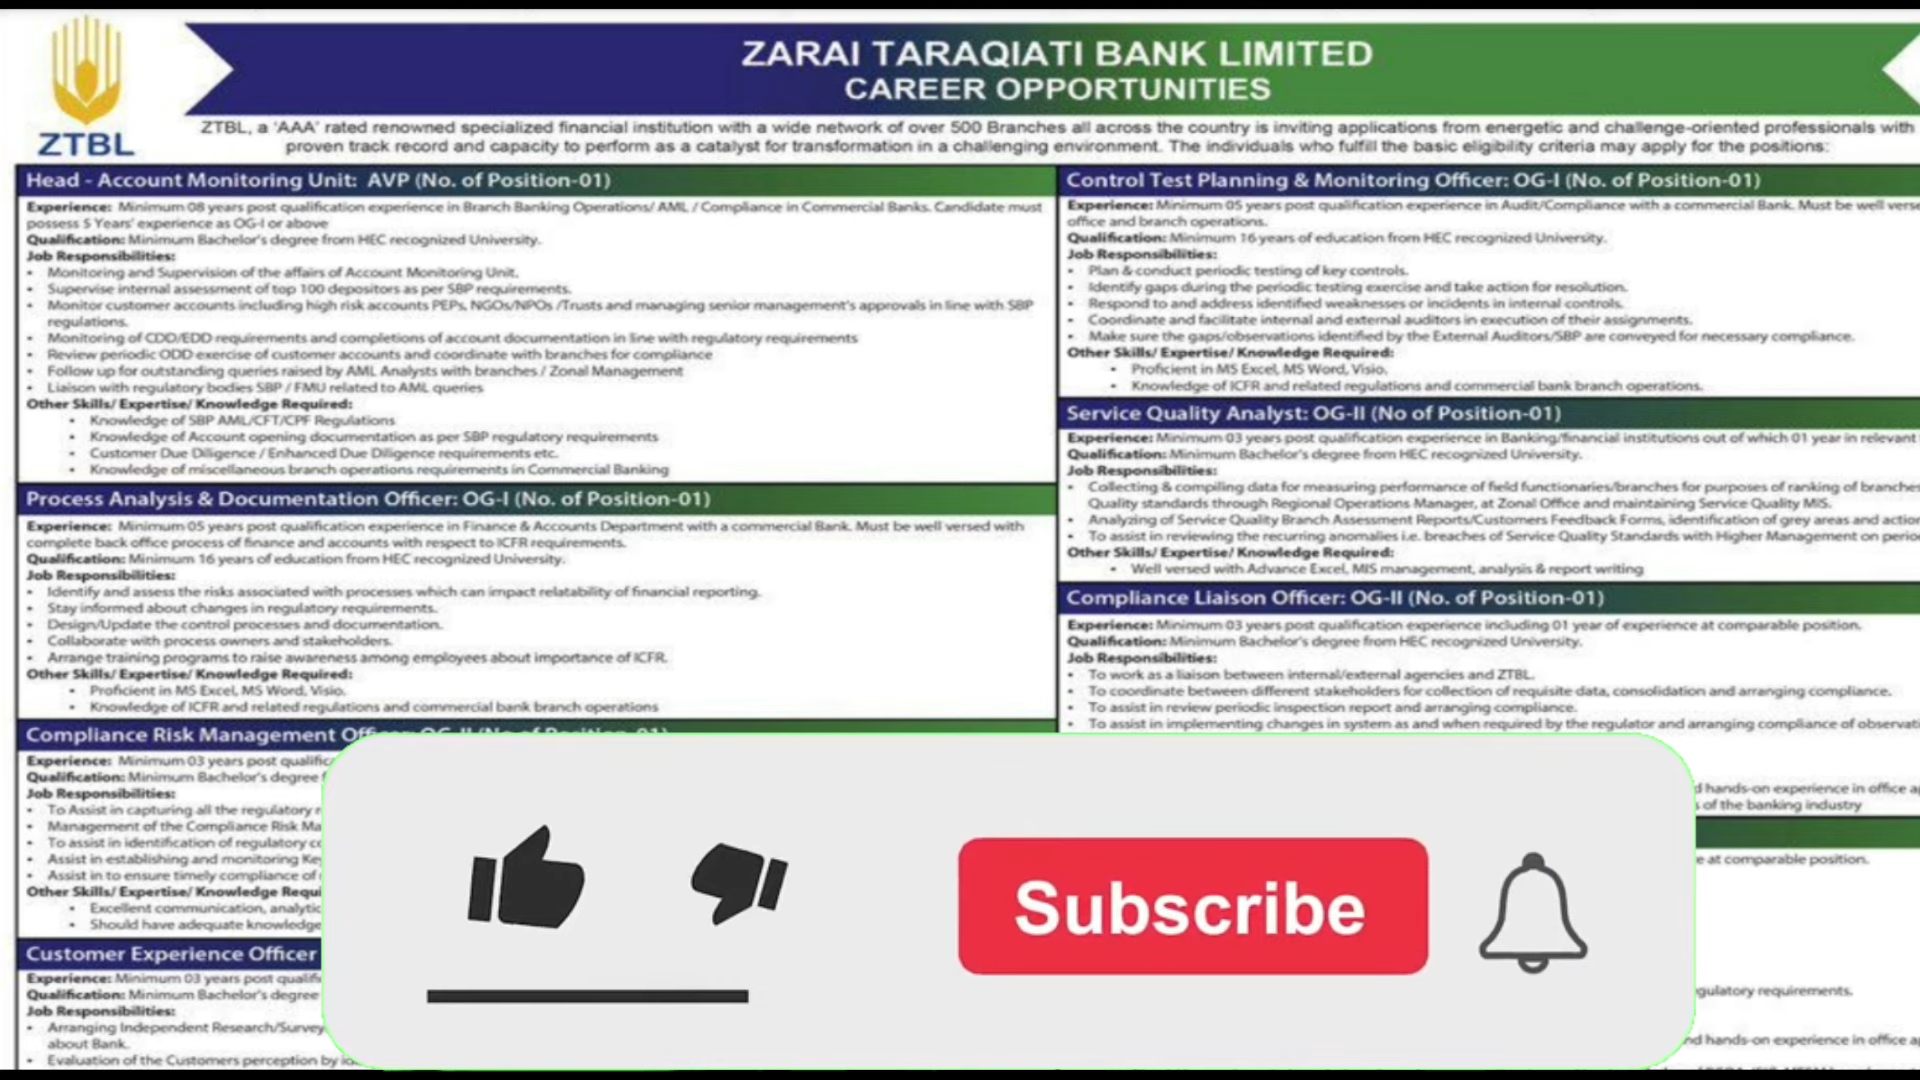 ZTBL
ZARAI TARAQIATI BANK LIMITED
CAREER OPPORTUNITIES
ZTBL, a 'AAA' rated renowned specialized financial institution with a wide network of over 500 Branches all across the country is inviting applications from energetic and challenge-oriented professionals with
proven track record and capacity to perform as a catalyst for transformation in a challenging environment. The individuals who fulfill the basic eligibility criteria may apply for the positions:
Head - Account Monitoring Unit: AVP (No. of Position-01)
Experience: Minimum 08 years post qualification experience in Branch Banking Operations/ AML / Compliance in Commercial Banks. Candidate must
possess 5 Years' experience as OG-I or above
Qualification: Minimum Bachelor's degree from HEC recognized University.
Job Responsibilities:
• Monitoring and Supervision of the affairs of Account Monitoring Unit.
• Supervise internal assessment of top 100 depositors as per SBP requirements.
• Monitor customer accounts including high risk accounts PEPs, NGOs/NPOs /Trusts and managing senior management's approvals in line with SBP
regulations.
• Monitoring of CDD/EDD requirements and completions of account documentation in line with regulatory requirements
• Review periodic ODD exercise of customer accounts and coordinate with branches for compliance
• Follow up for outstanding queries raised by AML Analysts with branches / Zonal Management
• Liaison with regulatory bodies SBP / FMU related to AML queries
Other Skills/ Expertise/ Knowledge Required:
• Knowledge of SBP AML/CFT/CPF Regulations
• Knowledge of Account opening documentation as per SBP regulatory requirements
• Customer Due Diligence / Enhanced Due Diligence requirements etc.
• Knowledge of miscellaneous branch operations requirements in Commercial Banking
Process Analysis & Documentation Officer: OG-I (No. of Position-01)
Experience: Minimum 05 years post qualification experience in Finance & Accounts Department with a commercial Bank. Must be well versed with
complete back office process of finance and accounts with respect to ICFR requirements.
Qualification: Minimum 16 years of education from HEC recognized University.
Job Responsibilities:
• Identify and assess the risks associated with processes which can impact relatability of financial reporting.
• Stay informed about changes in regulatory requirements.
• Design/Update the control processes and documentation.
• Collaborate with process owners and stakeholders.
• Arrange training programs to raise awareness among employees about importance of ICFR.
Other Skills/ Expertise/ Knowledge Required:
• Proficient in MS Excel, MS Word, Visio.
• Knowledge of ICFR and related regulations and commercial bank branch operations
Compliance Risk Management Officer: OG-II (No of Position-01)
Experience: Minimum 03 years post
Qualification: Minimum Bachelor's degree
Job Responsibilities:
• To Assist in capturing all the regulatory
• Management of the Compliance Risk
• To assist in identification of regulatory
• Assist in establishing and monitoring
• Assist in to ensure timely compliance of
Other Skills/ Expertise/ Knowledge
• Excellent communication,
• Should have adequate knowledge
Customer Experience Officer
Experience: Minimum 03 years post
Qualification: Minimum Bachelor's degree
Job Responsibilities:
• Arranging Independent Research/Survey
about Bank.
• Evaluation of the Customers perception by
Control Test Planning & Monitoring Officer: OG-I (No. of Position-01)
Experience: Minimum 05 years post qualification experience in Audit/Compliance with a commercial Bank. Must be well
office and branch operations.
Qualification: Minimum 16 years of education from HEC recognized University.
Job Responsibilities:
• Plan & conduct periodic testing of key controls.
• Identify gaps during the periodic testing exercise and take action for resolution.
• Respond to and address identified weaknesses or incidents in internal controls.
• Coordinate and facilitate internal and external auditors in execution of their assignments.
• Make sure the gaps/observations identified by the External Auditors/SBP are conveyed for necessary compliance.
Other Skills/ Expertise/ Knowledge Required:
• Proficient in MS Excel, MS Word, Visio.
• Knowledge of ICFR and related regulations and commercial bank branch operations.
Service Quality Analyst: OG-II (No of Position-01)
Experience: Minimum 03 years post qualification experience in Banking/financial institutions out of which 01 year in relevant
Qualification: Minimum Bachelor's degree from HEC recognized University.
Job Responsibilities:
• Collecting & compiling data for measuring performance of field functionaries/branches for purposes of ranking of branches
Quality standards through Regional Operations Manager, at Zonal Office and maintaining Service Quality MIS.
• Analyzing of Service Quality Branch Assessment Reports/Customers Feedback Forms, identification of grey areas and
• To assist in reviewing the recurring anomalies i.e. breaches of Service Quality Standards with Higher Management on
Other Skills/ Expertise/ Knowledge Required:
• Well versed with Advance Excel, MIS management, analysis & report writing
Compliance Liaison Officer: OG-II (No. of Position-01)
Experience: Minimum 03 years post qualification experience including 01 year of experience at comparable position.
Qualification: Minimum Bachelor's degree from HEC recognized University.
Job Responsibilities:
• To work as a liaison between internal/external agencies and ZTBL.
• To coordinate between different stakeholders for collection of requisite data, consolidation and arranging compliance.
• To assist in review periodic inspection report and arranging compliance.
• To assist in implementing changes in system as and when required by the regulator and arranging compliance of
hands-on experience in office
of the banking industry
at comparable position.
requirements.
hands-on experience in office
Subscribe